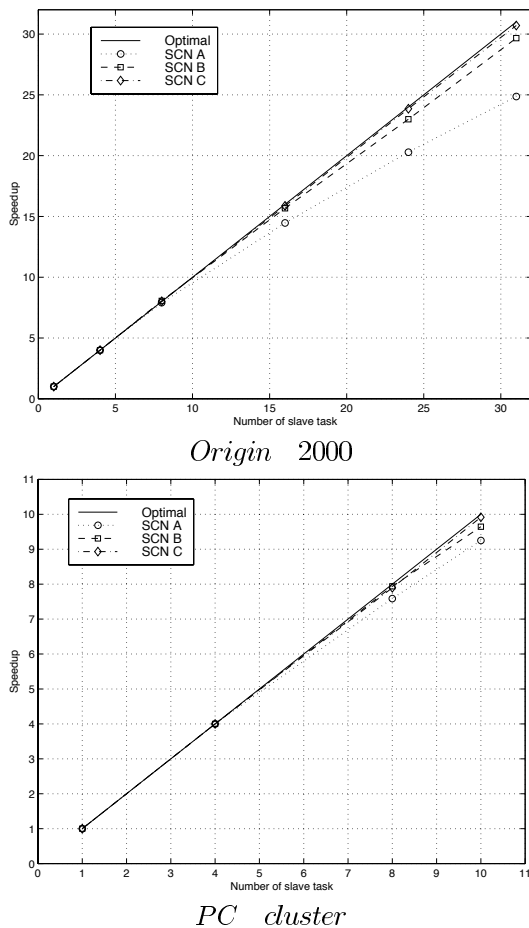 30
25
20
15
10
5
0
Speedup
Optimal
SCN A
SCN B
SCN C
0 5 10 15 20 25 30
Number of slave task
Origin 2000
11
10
9
8
7
6
5
4
3
2
1
0
Speedup
Optimal
SCN A
SCN B
SCN C
0 1 2 3 4 5 6 7 8 9 10 11
Number of slave task
PC cluster